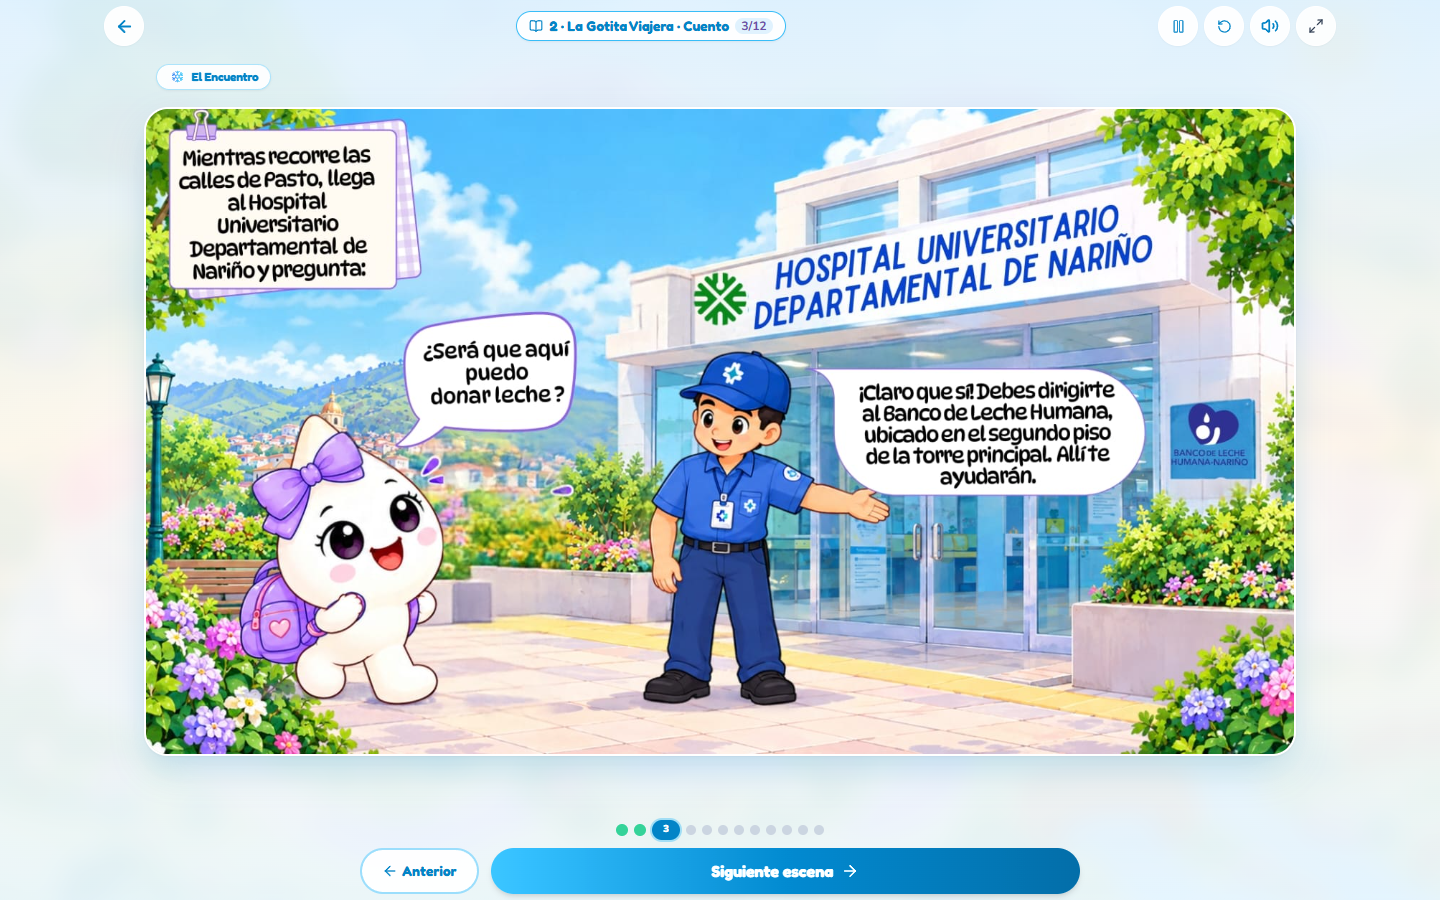 2 · La Gotita Viajera · Cuento 3/12
El Encuentro
Mientras recorre las
calles de Pasto, llega
al Hospital
Universitario
Departamental de
Nariño y pregunta:
HOSPITAL UNIVERSITARIO
DEPARTAMENTAL DE NARIÑO
¿Será que aquí
puedo
donar leche ?
¡Claro que sí! Debes dirigirte
al Banco de Leche Humana,
ubicado en el segundo piso
de la torre principal. Allí te
ayudarán.
BANCO DE LECHE
HUMANA-NARIÑO
3
Anterior
Siguiente escena